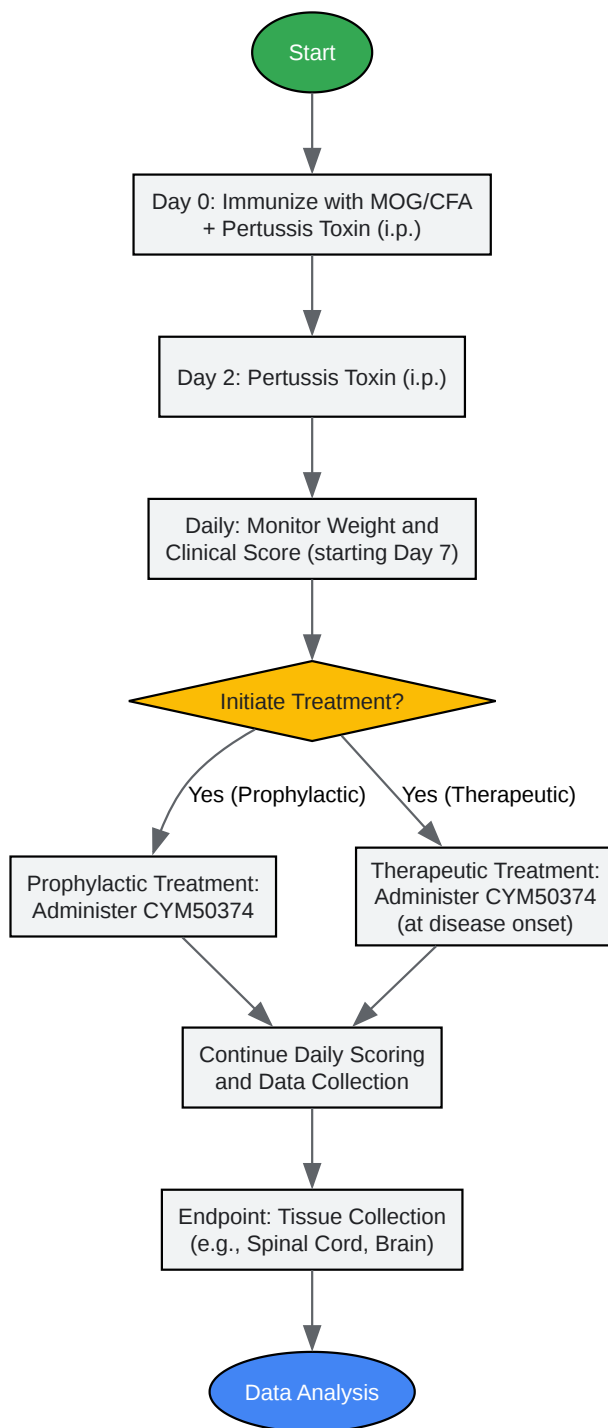 Start
Day 0: Immunize with MOG/CFA
+ Pertussis Toxin (i.p.)
Day 2: Pertussis Toxin (i.p.)
Daily: Monitor Weight and
Clinical Score (starting Day 7)
Initiate Treatment?
Yes (Prophylactic)
Yes (Therapeutic)
Prophylactic Treatment:
Administer CYM50374
Therapeutic Treatment:
Administer CYM50374
(at disease onset)
Continue Daily Scoring
and Data Collection
Endpoint: Tissue Collection
(e.g., Spinal Cord, Brain)
Data Analysis